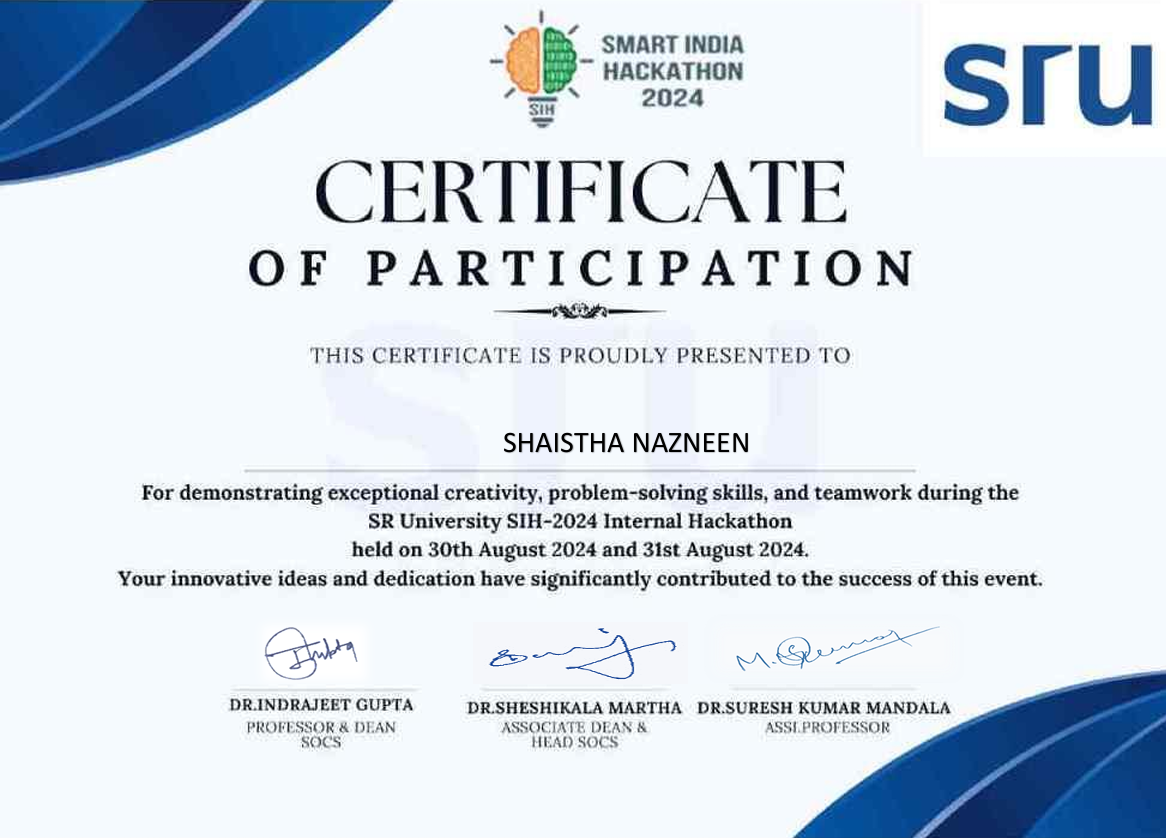 SMART INDIA
HACKATHON
2024
SIH
sru
CERTIFICATE
OF PARTICIPATION
THIS CERTIFICATE IS PROUDLY PRESENTED TO
sru
SHAISTHA NAZNEEN
For demonstrating exceptional creativity, problem-solving skills, and teamwork during the
SR University SIH-2024 Internal Hackathon
held on 30th August 2024 and 31st August 2024.
Your innovative ideas and dedication have significantly contributed to the success of this event.
DR.INDRAJEET GUPTA
PROFESSOR & DEAN
SOCS
DR.SHESHIKALA MARTHA
ASSOCIATE DEAN &
HEAD SOCS
DR.SURESH KUMAR MANDALA
ASSI.PROFESSOR